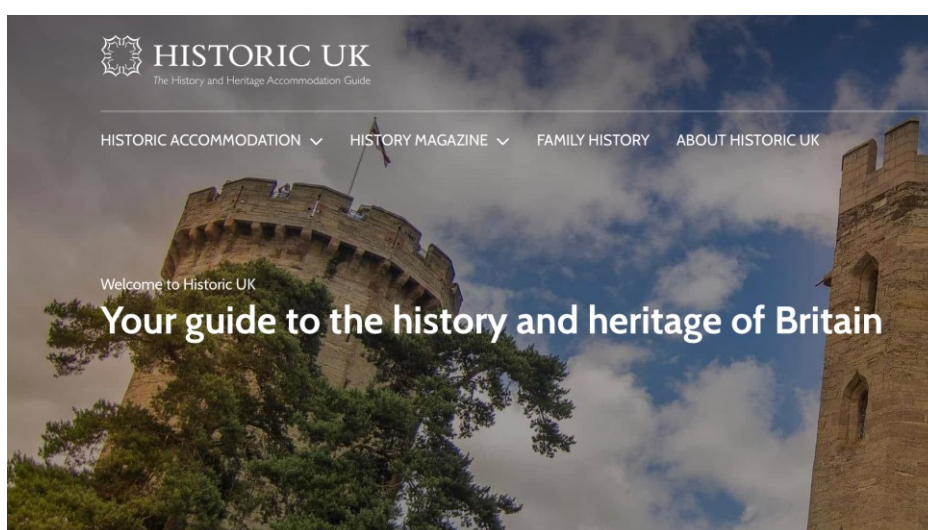 HISTORIC UK
The History and Heritage Accommodation Guide
HISTORIC ACCOMMODATION HISTORY MAGAZINE FAMILY HISTORY ABOUT HISTORIC UK
Welcome to Historic UK
Your guide to the history and heritage of Britain